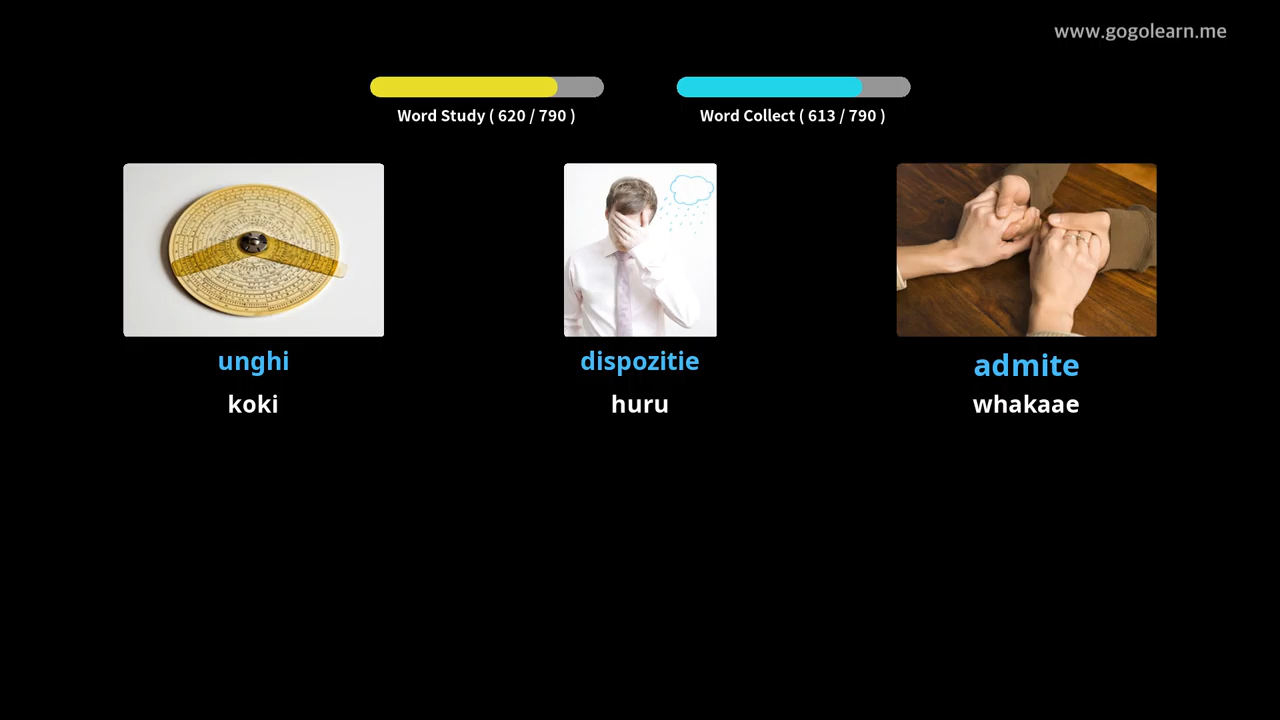 www.gogolearn.me
Word Study ( 620 / 790 )
Word Collect ( 613 / 790 )
unghi
dispozitie
admite
koki
huru
whakaae